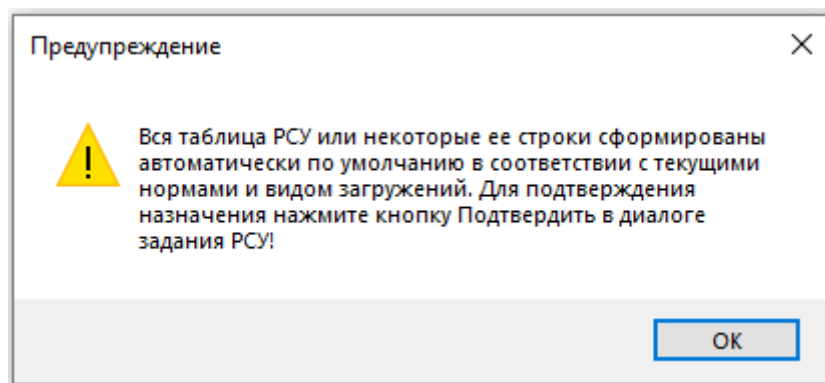 Предупреждение
Вся таблица РСУ или некоторые ее строки сформированы
автоматически по умолчанию в соответствии с текущими
нормами и видом загружений. Для подтверждения
назначения нажмите кнопку Подтвердить в диалоге
задания РСУ!
ОК